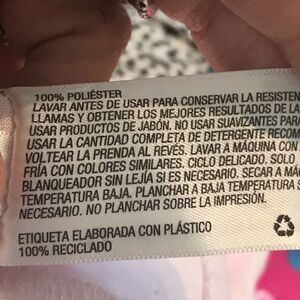 100% POLIÉSTER
LAVAR ANTES DE USAR PARA CONSERVAR LA RESISTEN
LLAMAS Y OBTENER LOS MEJORES RESULTADOS DE LA
USAR PRODUCTOS DE JABÓN. NO USAR SUAVIZANTES PAR
USAR LA CANTIDAD COMPLETA DE DETERGENTE RECOM
VOLTEAR LA PRENDA AL REVÉS. LAVAR A MÁQUINA CON
FRÍA CON COLORES SIMILARES. CICLO DELICADO. SOLO
BLANQUEADOR SIN LEJÍA SI ES NECESARIO. SECAR A MÁ
TEMPERATURA BAJA. PLANCHAR A BAJA TEMPERATURA S
NECESARIO. NO PLANCHAR SOBRE LA IMPRESIÓN.
ETIQUETA ELABORADA CON PLÁSTICO
100% RECICLADO